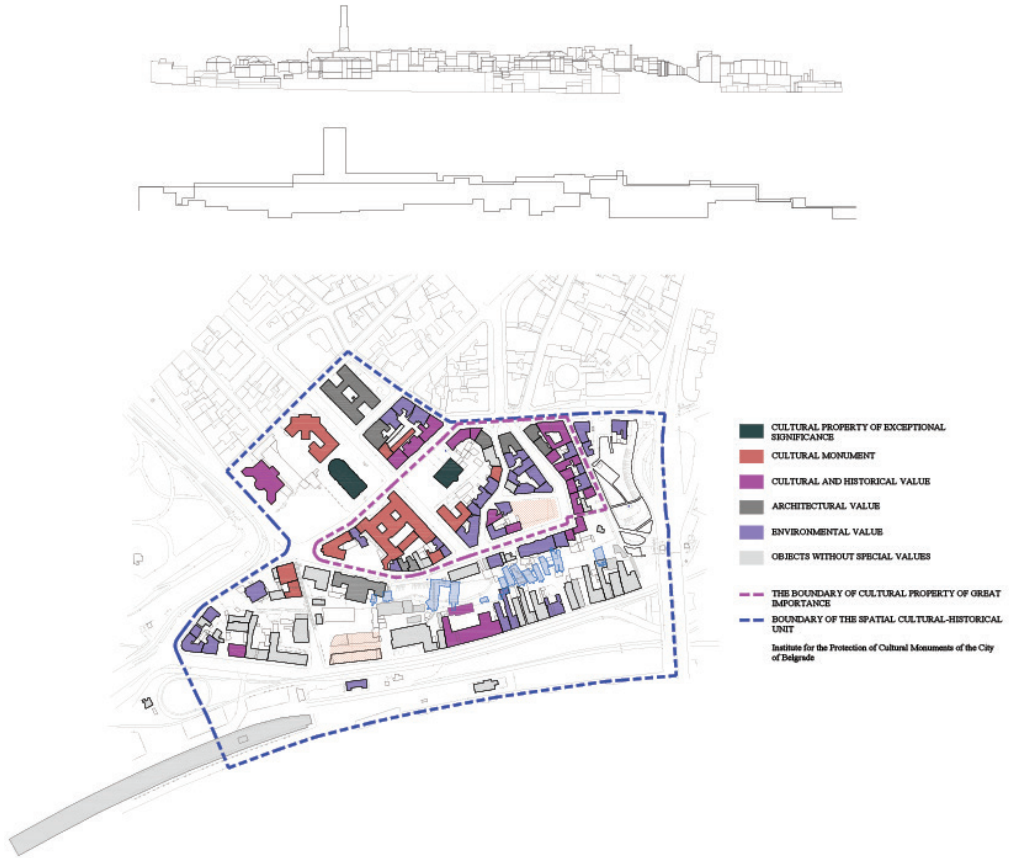 CULTURAL PROPERTY OF EXCEPTIONAL
SIGNIFICANCE
CULTURAL MONUMENT
CULTURAL AND HISTORICAL VALUE
ARCHITECTURAL VALUE
ENVIRONMENTAL VALUE
OBJECTS WITHOUT SPECIAL VALUES
THE BOUNDARY OF CULTURAL PROPERTY OF GREAT
IMPORTANCE
BOUNDARY OF THE SPATIAL CULTURAL-HISTORICAL
UNIT
Institute for the Protection of Cultural Monuments of the City
of Belgrade